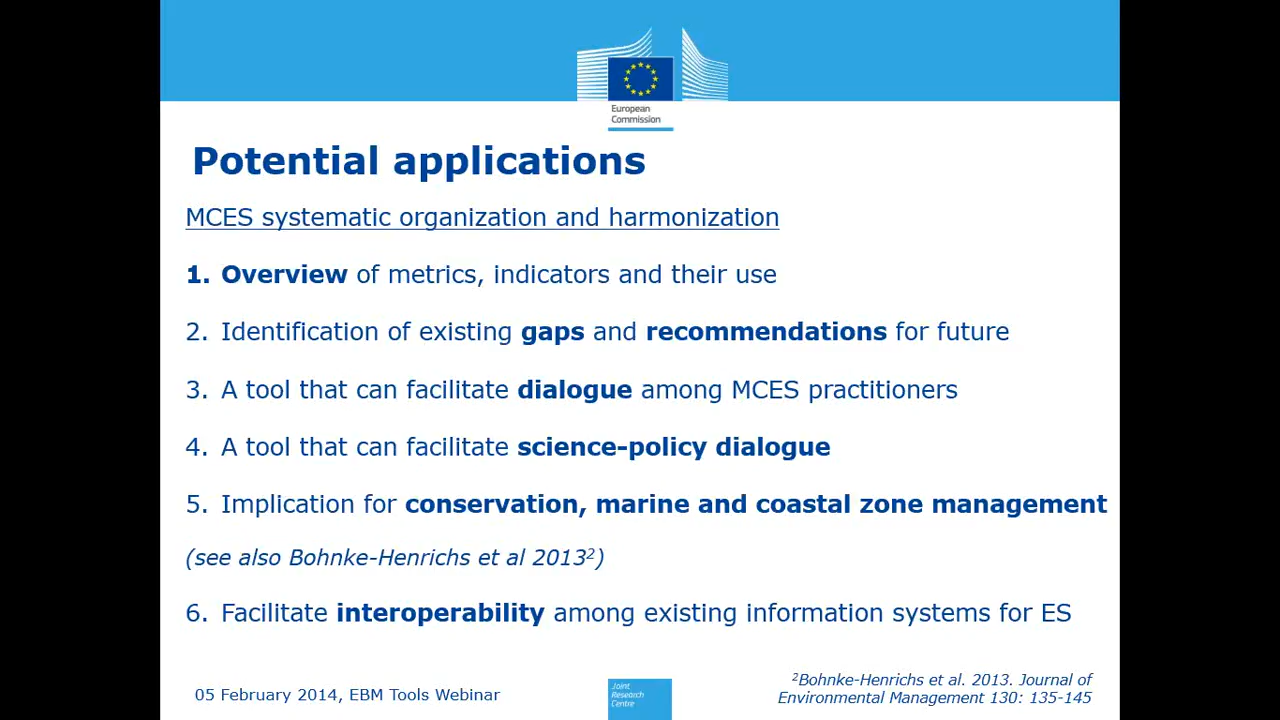 European
Commission
Potential applications
MCES systematic organization and harmonization
1. Overview of metrics, indicators and their use
2. Identification of existing gaps and recommendations for future
3. A tool that can facilitate dialogue among MCES practitioners
4. A tool that can facilitate science-policy dialogue
5. Implication for conservation, marine and coastal zone management
(see also Bohnke-Henrichs et al 2013²)
6. Facilitate interoperability among existing information systems for ES
05 February 2014, EBM Tools Webinar
Joint
Research
Centre
²Bohnke-Henrichs et al. 2013. Journal of
Environmental Management 130: 135-145